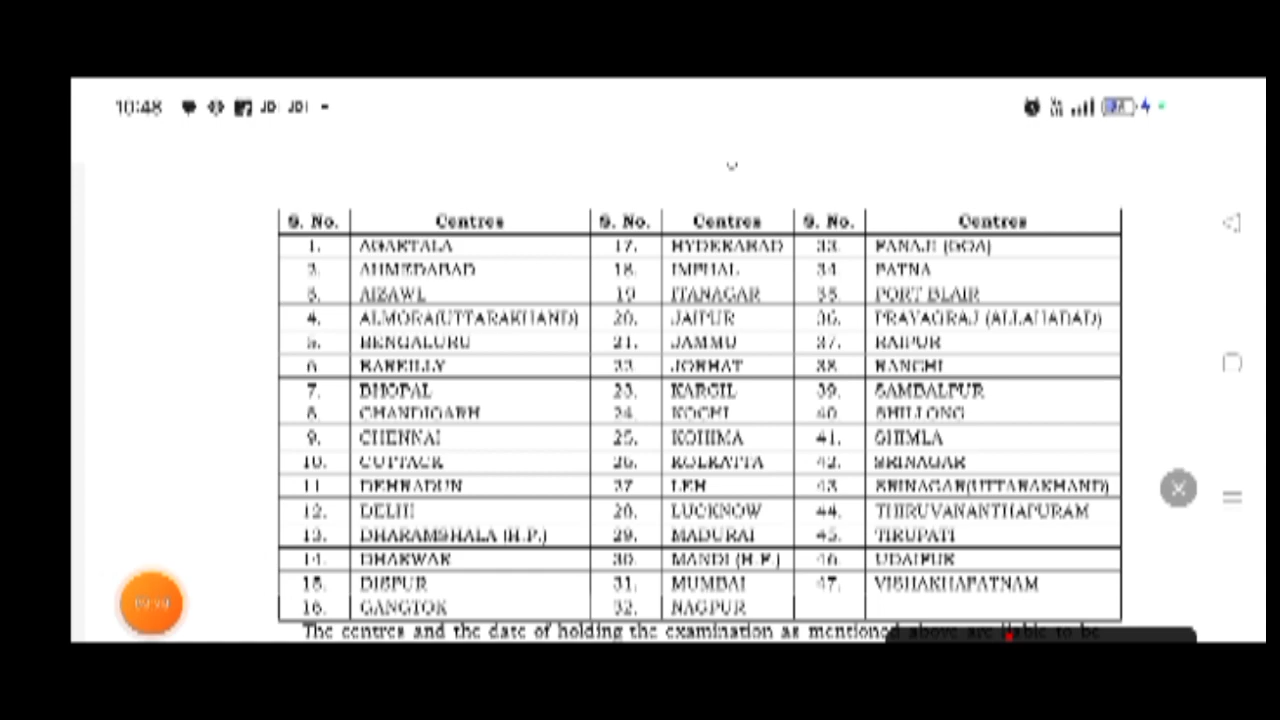 10:48
S. No. Centres S. No. Centres S. No. Centres
1. AGARTALA 17. HYDERABAD 33. PANAJI (GOA)
2. AHMEDABAD 18. IMPHAL 34. PATNA
3. AIZAWL 19. ITANAGAR 35. PORT BLAIR
4. ALMORA(UTTARAKHAND) 20. JAIPUR 36. PRAYAGRAJ (ALLAHABAD)
5. BENGALURU 21. JAMMU 37. RAIPUR
6. BAREILLY 22. JORHAT 38. RANCHI
7. BHOPAL 23. KARGIL 39. SAMBALPUR
8. CHANDIGARH 24. KOCHI 40. SHILLONG
9. CHENNAI 25. KOHIMA 41. SHIMLA
10. CUTTACK 26. KOLKATTA 42. SRINAGAR
11. DEHRADUN 27. LEH 43. SRINAGAR(UTTARAKHAND)
12. DELHI 28. LUCKNOW 44. THIRUVANANTHAPURAM
13. DHARAMSHALA (H.P.) 29. MADURAI 45. TIRUPATI
14. DHARWAR 30. MANDI (H.P.) 46. UDAIPUR
15. DISPUR 31. MUMBAI 47. VISHAKHAPATNAM
16. GANGTOK 32. NAGPUR
The centres and the date of holding the examination as mentioned above are liable to be